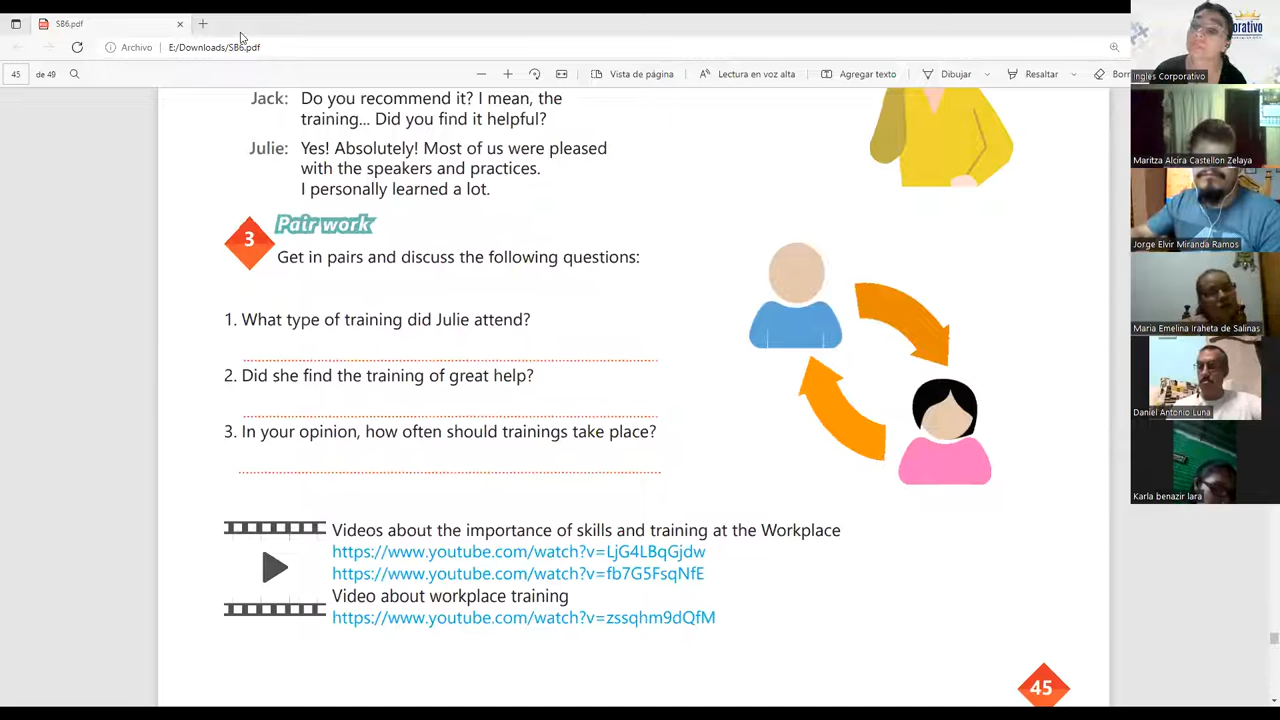 SB6.pdf
Archivo
E:/Downloads/SB6.pdf
45 de 49
Vista de página
Lectura en voz alta
Agregar texto
Dibujar
Resaltar
Borr
Jack: Do you recommend it? I mean, the
training... Did you find it helpful?
Julie: Yes! Absolutely! Most of us were pleased
with the speakers and practices.
I personally learned a lot.
3
Pair work
Get in pairs and discuss the following questions:
1. What type of training did Julie attend?
2. Did she find the training of great help?
3. In your opinion, how often should trainings take place?
Videos about the importance of skills and training at the Workplace
https://www.youtube.com/watch?v=LjG4LBqGjdw
https://www.youtube.com/watch?v=fb7G5FsqNfE
Video about workplace training
https://www.youtube.com/watch?v=zssqhm9dQfM
45
orativo
Ingles Corporativo
Maritza Alcira Castellon Zelaya
Jorge Elvir Miranda Ramos
Maria Emelina Iraheta de Salinas
Daniel Antonio Luna
Karla benazir lara